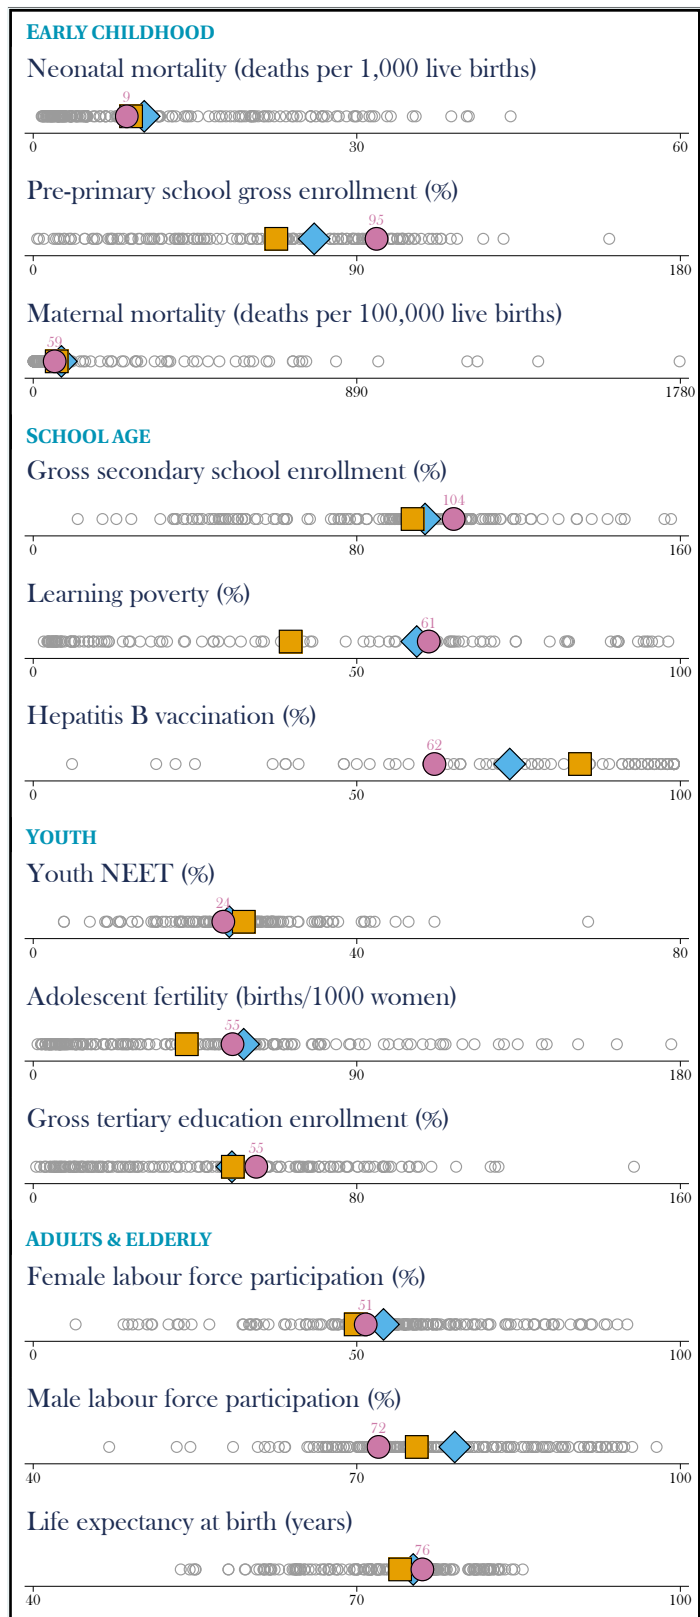 EARLY CHILDHOOD
Neonatal mortality (deaths per 1,000 live births)
9
0 30 60
Pre-primary school gross enrollment (%)
95
0 90 180
Maternal mortality (deaths per 100,000 live births)
59
0 890 1780
SCHOOL AGE
Gross secondary school enrollment (%)
104
0 80 160
Learning poverty (%)
61
0 50 100
Hepatitis B vaccination (%)
62
0 50 100
YOUTH
Youth NEET (%)
24
0 40 80
Adolescent fertility (births/1000 women)
55
0 90 180
Gross tertiary education enrollment (%)
55
0 80 160
ADULTS & ELDERLY
Female labour force participation (%)
51
0 50 100
Male labour force participation (%)
72
40 70 100
Life expectancy at birth (years)
76
40 70 100